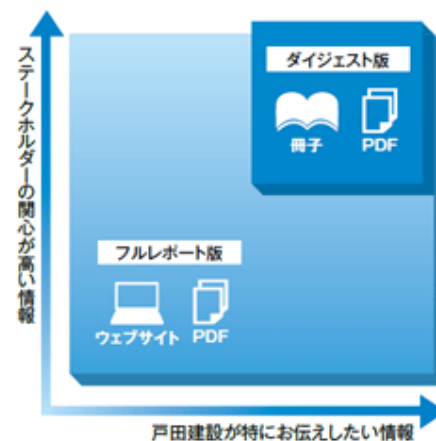 ステークホルダーの関心が高い情報
ダイジェスト版
冊子 PDF
フルレポート版
ウェブサイト PDF
戸田建設が特にお伝えしたい情報